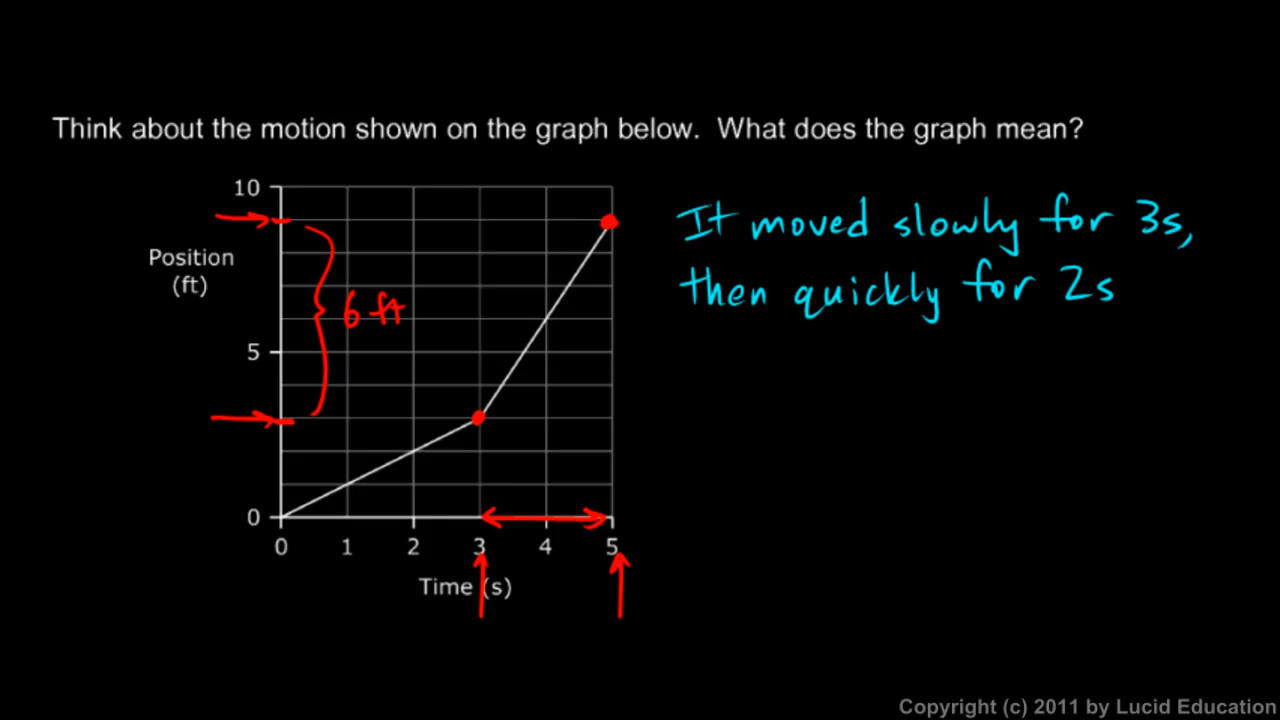 Think about the motion shown on the graph below. What does the graph mean?
10
It moved slowly for 3s,
Position
(ft)
then quickly for 2s
6 ft
5
0
0 1 2 3 4 5
Time (s)
Copyright (c) 2011 by Lucid Education